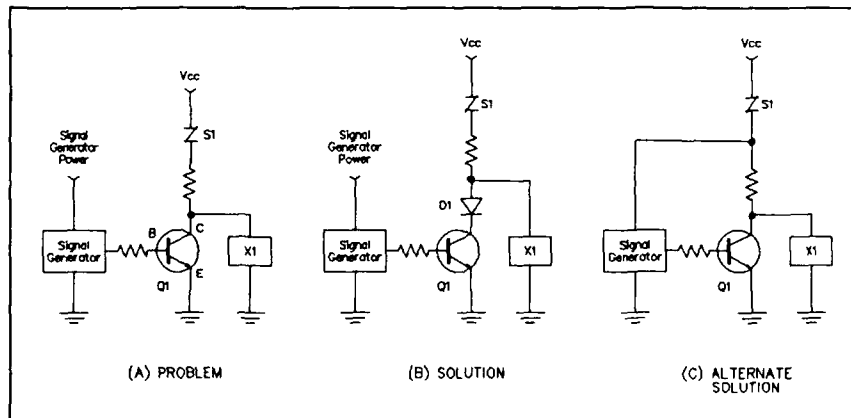 Vcc
S1
Signal
Generator
Power
Signal
Generator
B
C
E
Q1
X1
(A) PROBLEM
Vcc
S1
Signal
Generator
Power
D1
Signal
Generator
Q1
X1
(B) SOLUTION
Vcc
S1
Signal
Generator
Q1
X1
(C) ALTERNATE
SOLUTION